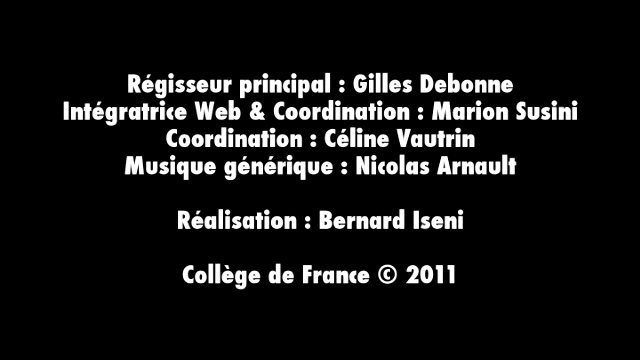 Régisseur principal : Gilles Debonne
Intégratrice Web & Coordination : Marion Susini
Coordination : Céline Vautrin
Musique générique : Nicolas Arnault
Réalisation : Bernard Iseni
Collège de France © 2011